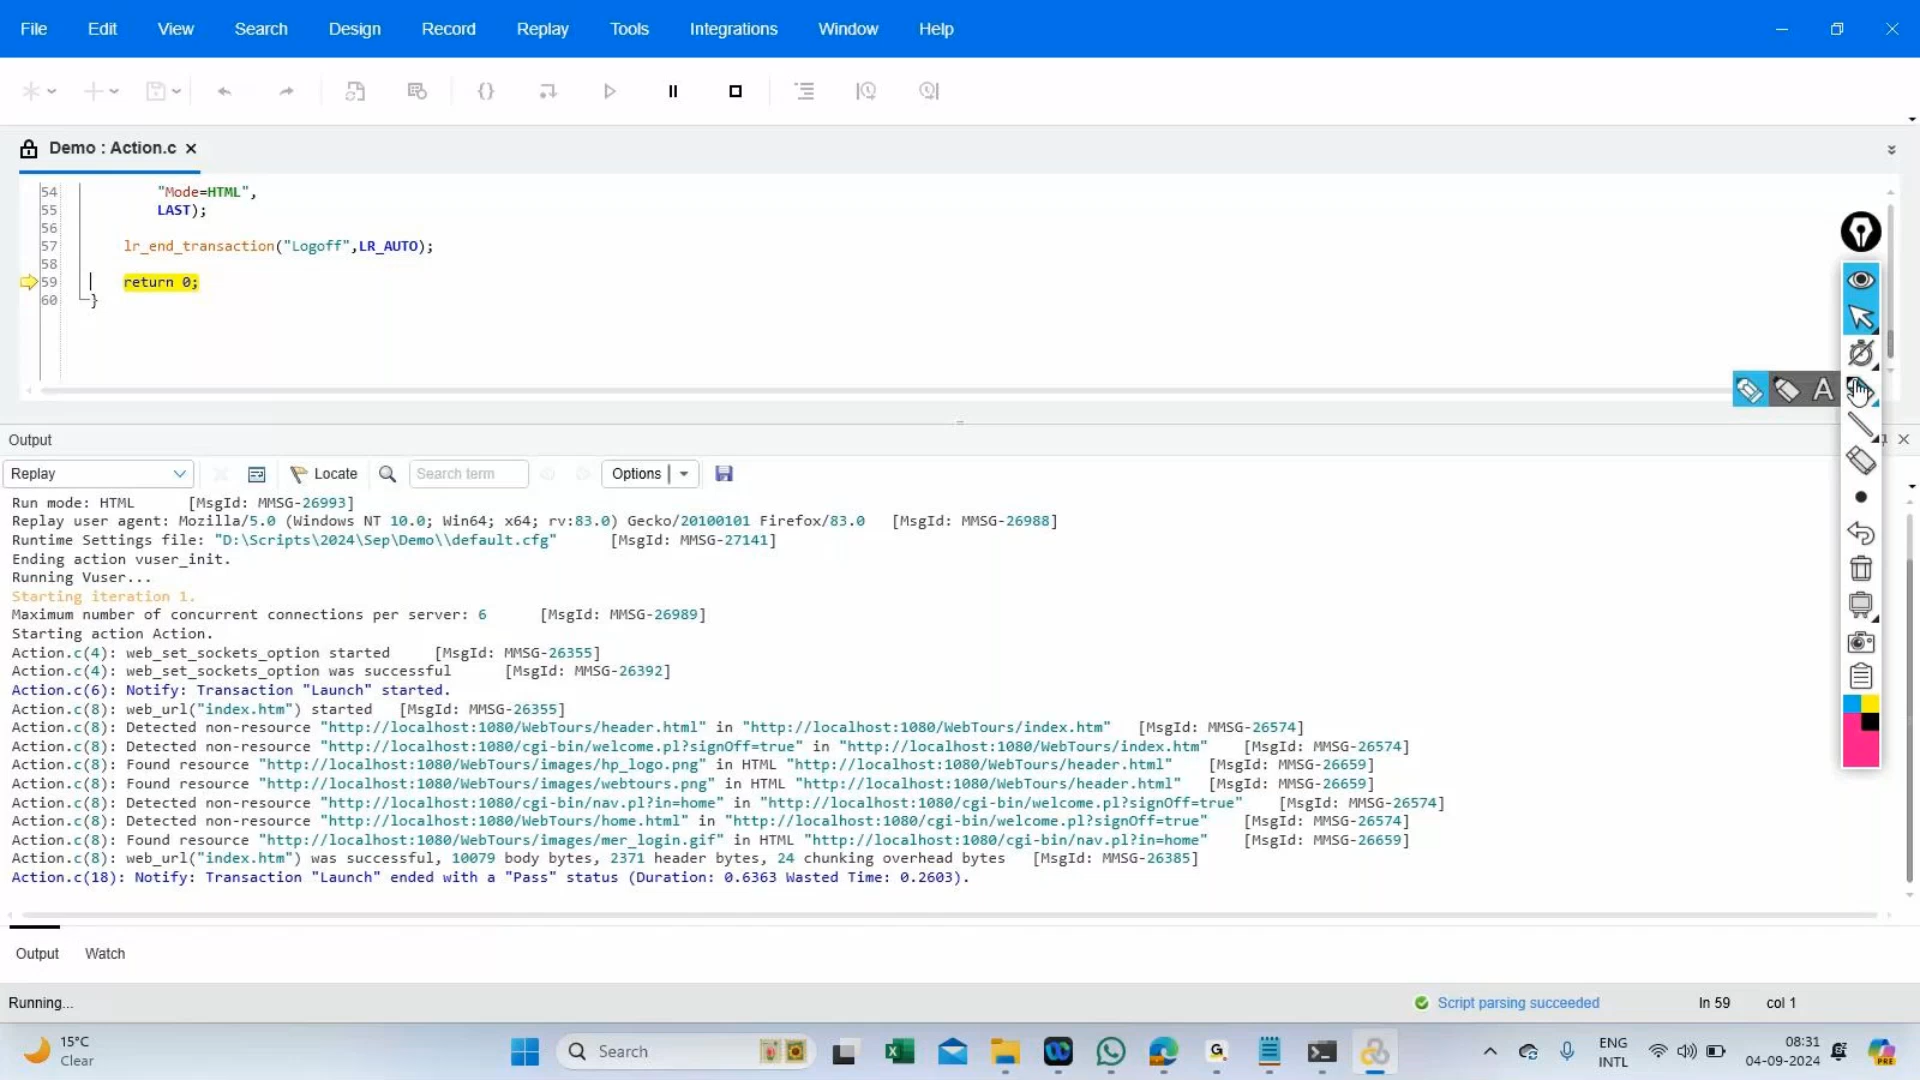 File Edit View Search Design Record Replay Tools Integrations Window Help
Demo : Action.c
54 "Mode=HTML",
55 LAST);
56
57 lr_end_transaction("Logoff",LR_AUTO);
58
59 return 0;
60 }
A
Output
Replay Locate Search term Options
Run mode: HTML [MsgId: MMSG-26993]
Replay user agent: Mozilla/5.0 (Windows NT 10.0; Win64; x64; rv:83.0) Gecko/20100101 Firefox/83.0 [MsgId: MMSG-26988]
Runtime Settings file: "D:\Scripts\2024\Sep\Demo\\default.cfg" [MsgId: MMSG-27141]
Ending action vuser_init.
Running Vuser...
Starting iteration 1.
Maximum number of concurrent connections per server: 6 [MsgId: MMSG-26989]
Starting action Action.
Action.c(4): web_set_sockets_option started [MsgId: MMSG-26355]
Action.c(4): web_set_sockets_option was successful [MsgId: MMSG-26392]
Action.c(6): Notify: Transaction "Launch" started.
Action.c(8): web_url("index.htm") started [MsgId: MMSG-26355]
Action.c(8): Detected non-resource "http://localhost:1080/WebTours/header.html" in "http://localhost:1080/WebTours/index.htm" [MsgId: MMSG-26574]
Action.c(8): Detected non-resource "http://localhost:1080/cgi-bin/welcome.pl?signOff=true" in "http://localhost:1080/WebTours/index.htm" [MsgId: MMSG-26574]
Action.c(8): Found resource "http://localhost:1080/WebTours/images/hp_logo.png" in HTML "http://localhost:1080/WebTours/header.html" [MsgId: MMSG-26659]
Action.c(8): Found resource "http://localhost:1080/WebTours/images/webtours.png" in HTML "http://localhost:1080/WebTours/header.html" [MsgId: MMSG-26659]
Action.c(8): Detected non-resource "http://localhost:1080/cgi-bin/nav.pl?in=home" in "http://localhost:1080/cgi-bin/welcome.pl?signOff=true" [MsgId: MMSG-26574]
Action.c(8): Detected non-resource "http://localhost:1080/WebTours/home.html" in "http://localhost:1080/cgi-bin/welcome.pl?signOff=true" [MsgId: MMSG-26574]
Action.c(8): Found resource "http://localhost:1080/WebTours/images/mer_login.gif" in HTML "http://localhost:1080/cgi-bin/nav.pl?in=home" [MsgId: MMSG-26659]
Action.c(8): web_url("index.htm") was successful, 10079 body bytes, 2371 header bytes, 24 chunking overhead bytes [MsgId: MMSG-26385]
Action.c(18): Notify: Transaction "Launch" ended with a "Pass" status (Duration: 0.6363 Wasted Time: 0.2603).
Output Watch
Running... Script parsing succeeded ln 59 col 1
15°C Search ENG 08:31
Clear INTL 04-09-2024